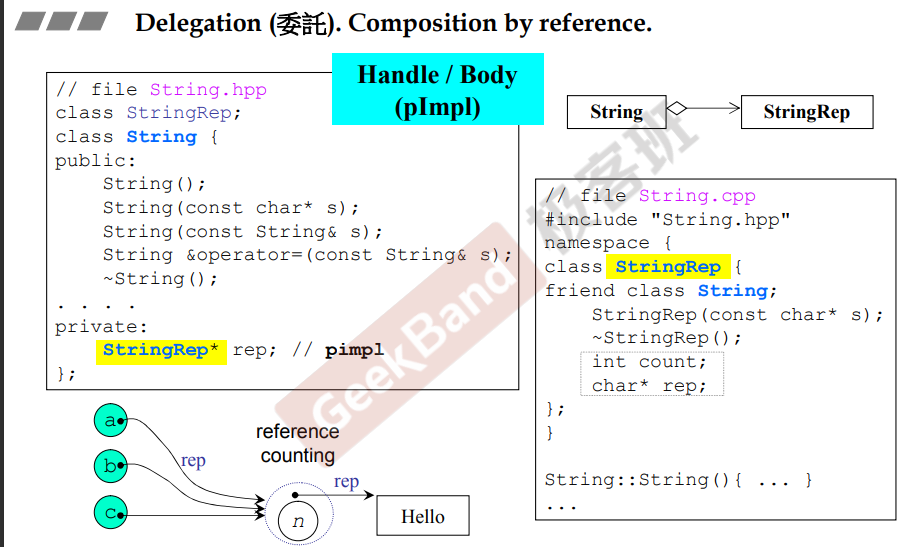 Delegation (委託). Composition by reference.
Handle / Body
(pImpl)
// file String.hpp
class StringRep;
class String {
public:
    String();
    String(const char* s);
    String(const String& s);
    String &operator=(const String& s);
    ~String();
. . . .
private:
    StringRep* rep; // pimpl
};
String
StringRep
// file String.cpp
#include "String.hpp"
namespace {
class StringRep {
friend class String;
    StringRep(const char* s);
    ~StringRep();
    int count;
    char* rep;
};
}
String::String(){ ... }
...
GeekBand 极客班
a
b
c
rep
reference
counting
n
rep
Hello